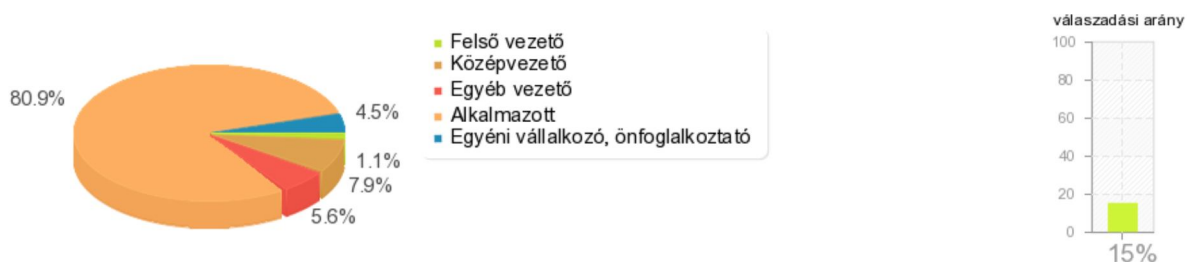 80.9%
4.5%
1.1%
7.9%
5.6%
Felső vezető
Középvezető
Egyéb vezető
Alkalmazott
Egyéni vállalkozó, önfoglalkoztató
válaszadási arány
100
80
60
40
20
0
15%